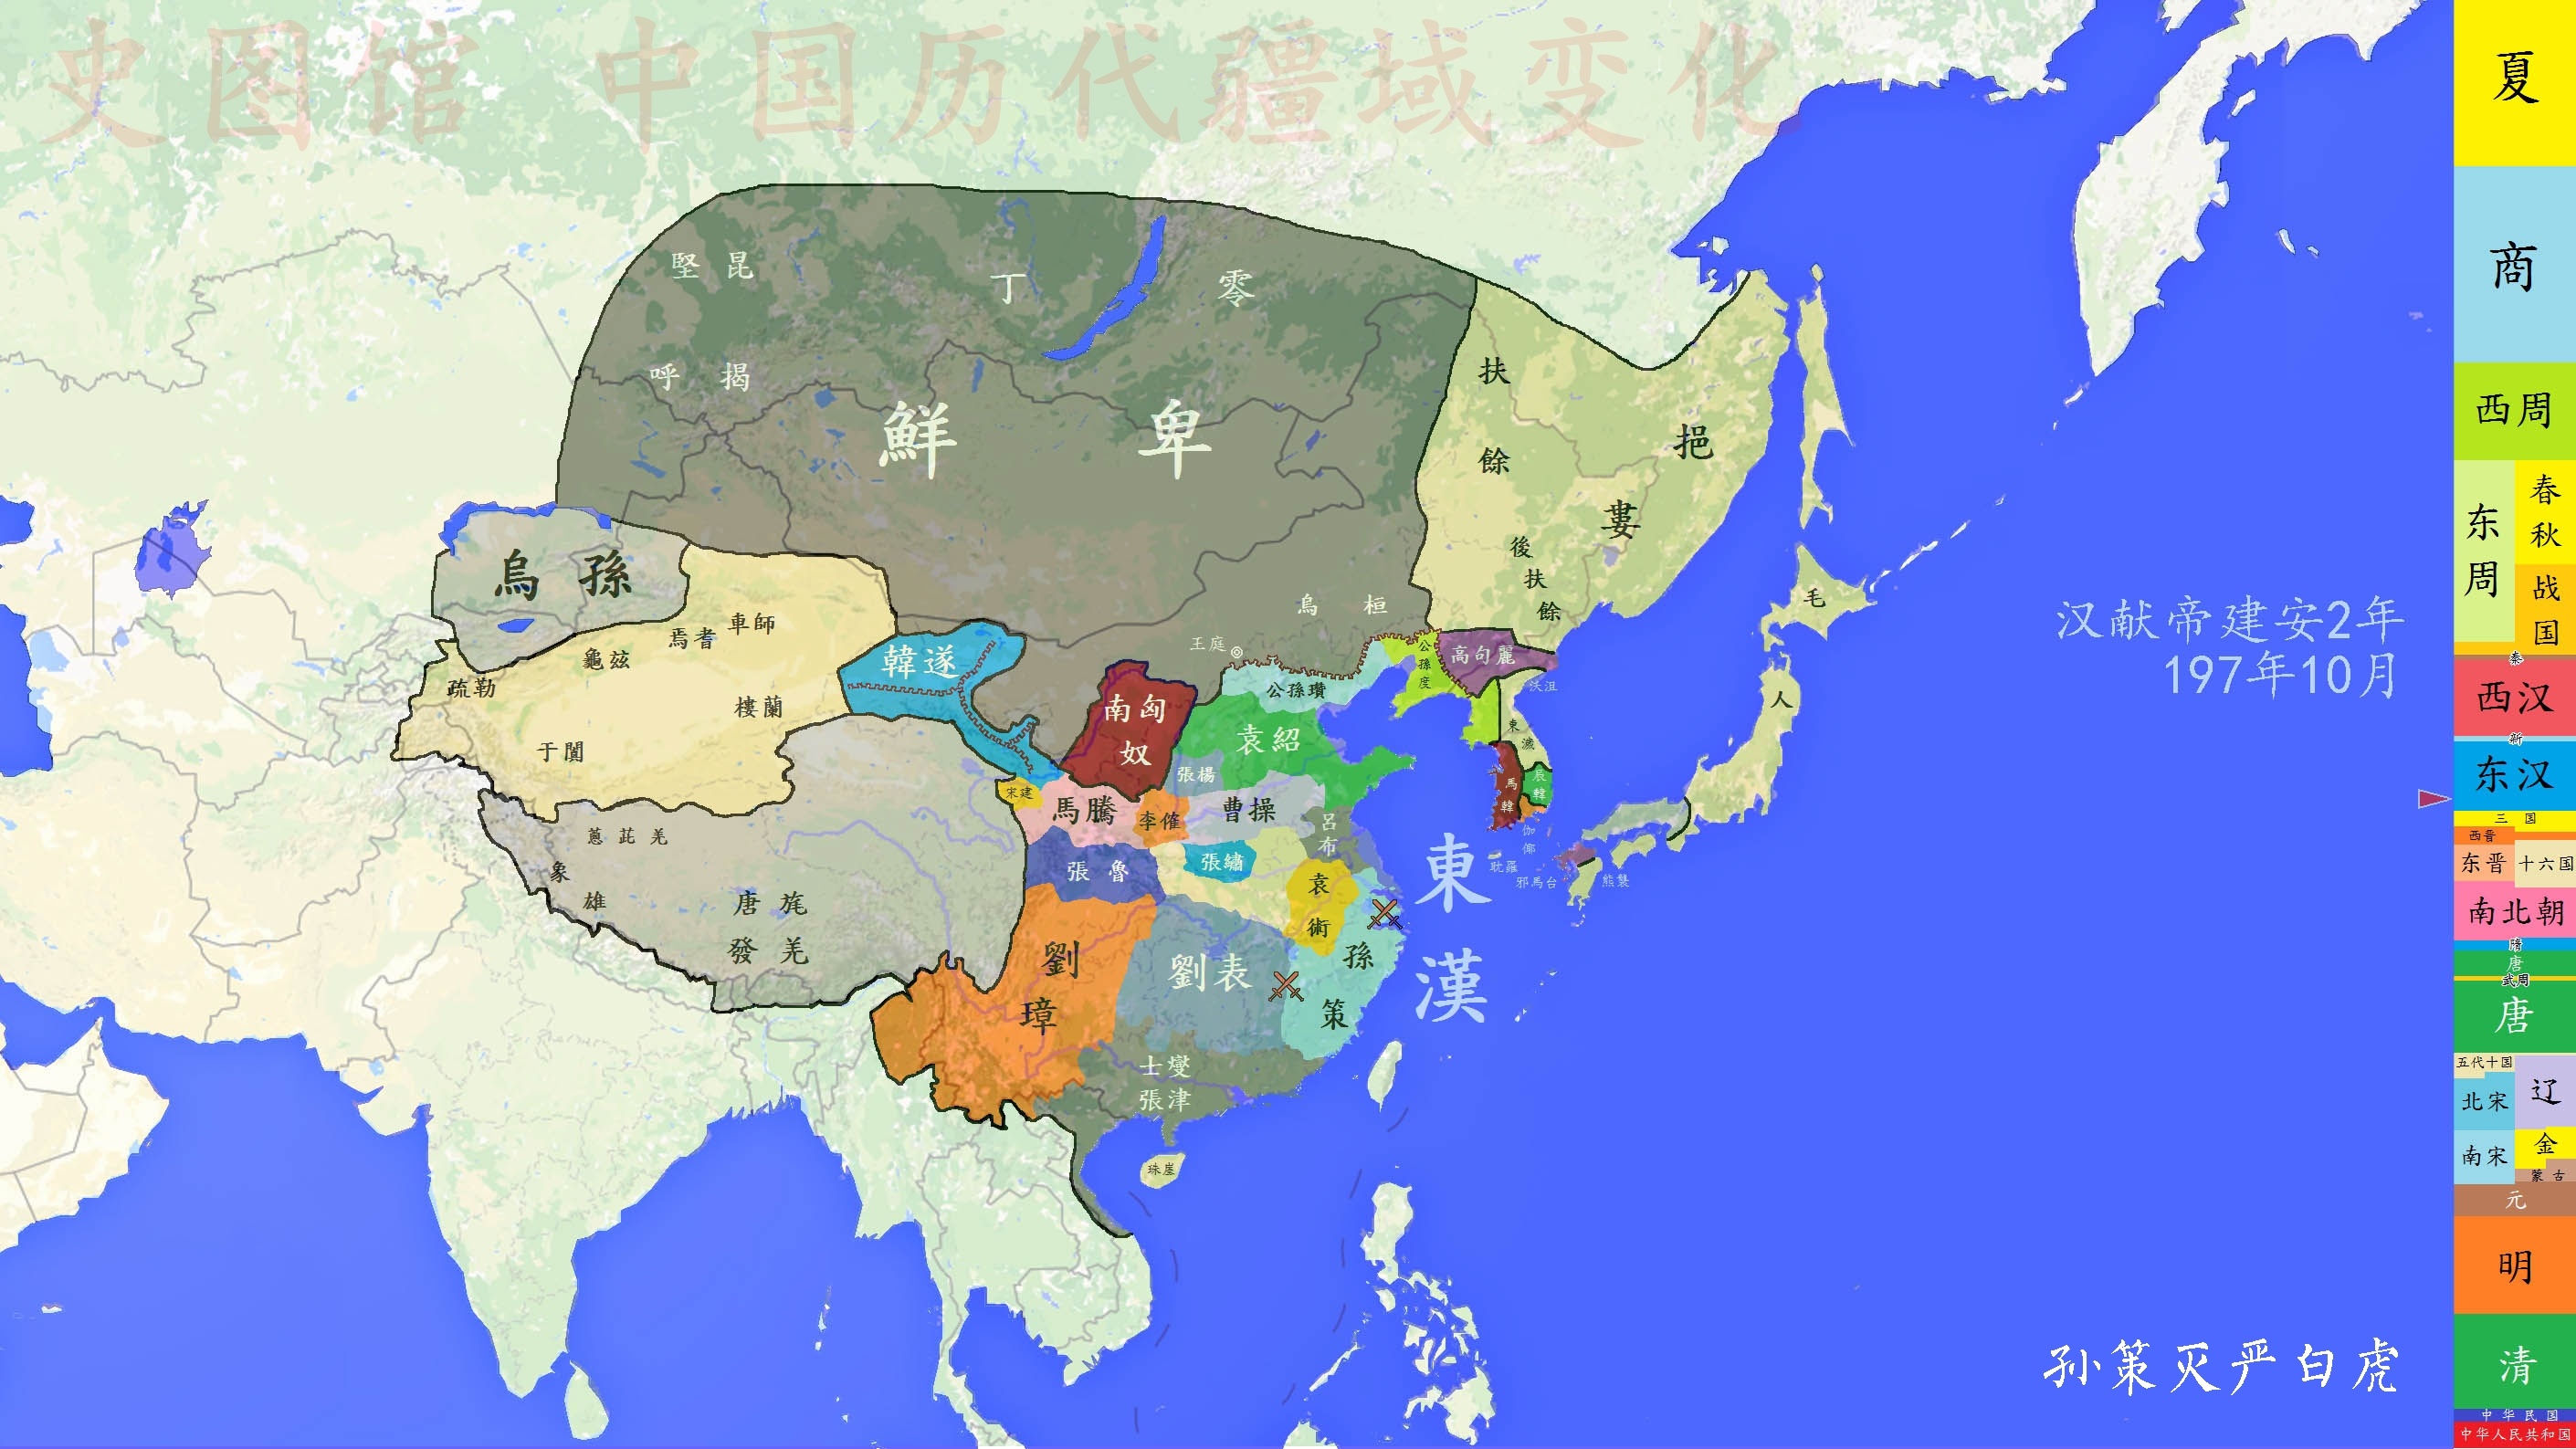 史图馆 中国历代疆域变化
堅昆
丁零
呼揭
鮮卑
扶餘
挹婁
後扶餘
烏孫
車師
焉耆
龜玆
疏勒
樓蘭
于闐
烏桓
王庭
韓遂
南匈奴
公孫瓚
公孫度
高句麗
沃沮
東濊
馬韓
辰韓
伽倻
耽羅
邪馬台
熊襲
毛人
袁紹
張楊
宋建
馬騰
李傕
曹操
呂布
張魯
張繡
袁術
蔥茈羌
象雄
唐旄
發羌
劉璋
劉表
孫策
士燮
張津
珠崖
東漢
汉献帝建安2年
197年10月
孙策灭严白虎
夏
商
西周
东周
春秋
战国
秦
西汉
新
东汉
三国
西晋
东晋
十六国
南北朝
隋
唐
武周
唐
五代十国
辽
北宋
南宋
金
蒙古
元
明
清
中华民国
中华人民共和国